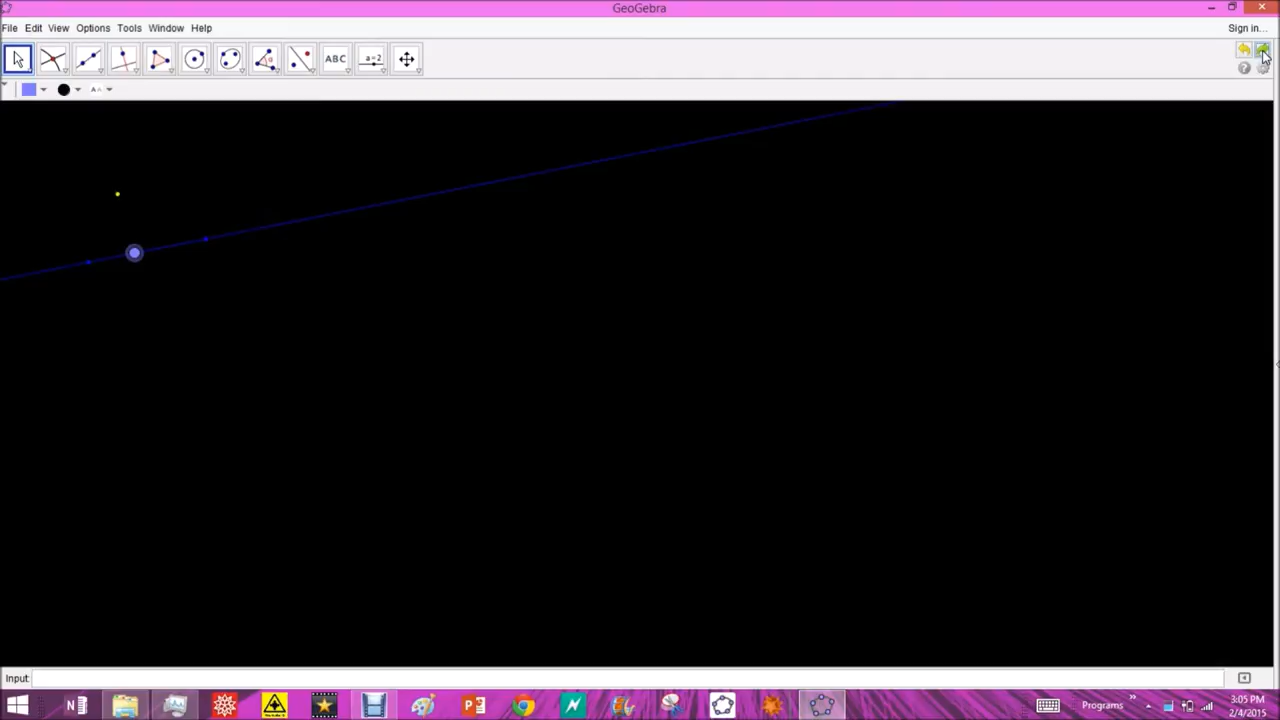 GeoGebra
File Edit View Options Tools Window Help
Sign in...
ABC
a=2
Input:
Programs
3:05 PM
2/4/2015